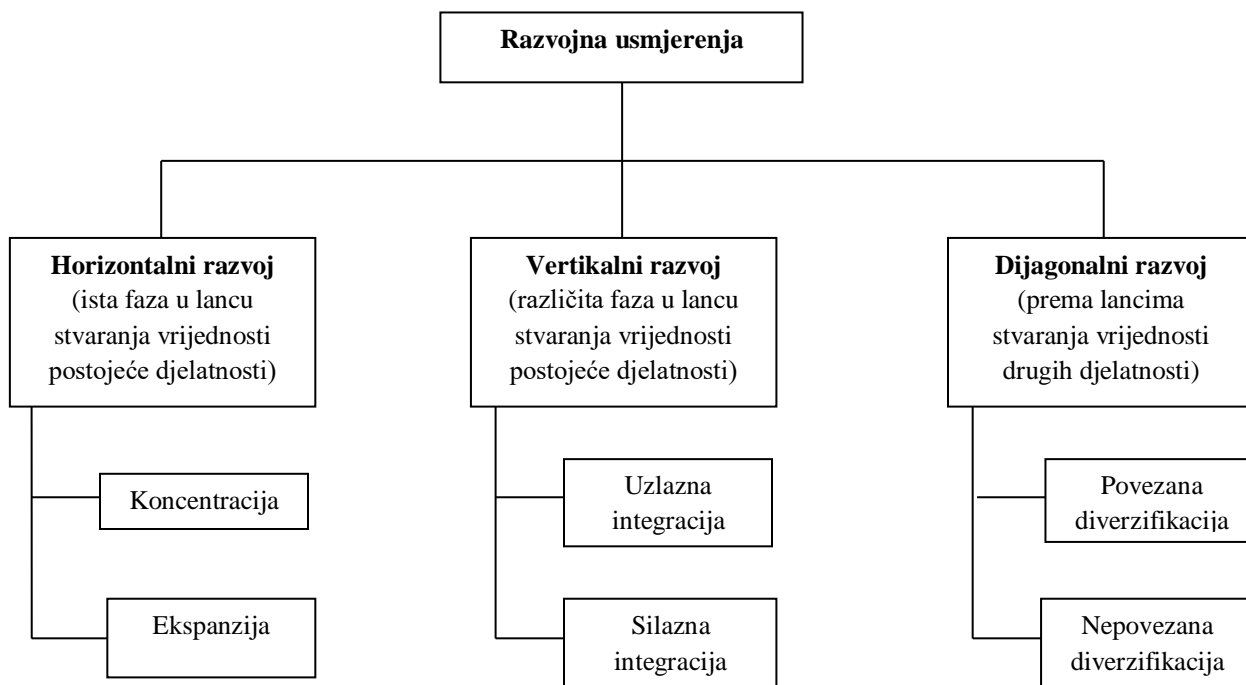 Razvojna usmjerenja
Horizontalni razvoj
(ista faza u lancu
stvaranja vrijednosti
postojeće djelatnosti)
Vertikalni razvoj
(različita faza u lancu
stvaranja vrijednosti
postojeće djelatnosti)
Dijagonalni razvoj
(prema lancima
stvaranja vrijednosti
drugih djelatnosti)
Koncentracija
Ekspanzija
Uzlazna
integracija
Silazna
integracija
Povezana
diverzifikacija
Nepovezana
diverzifikacija